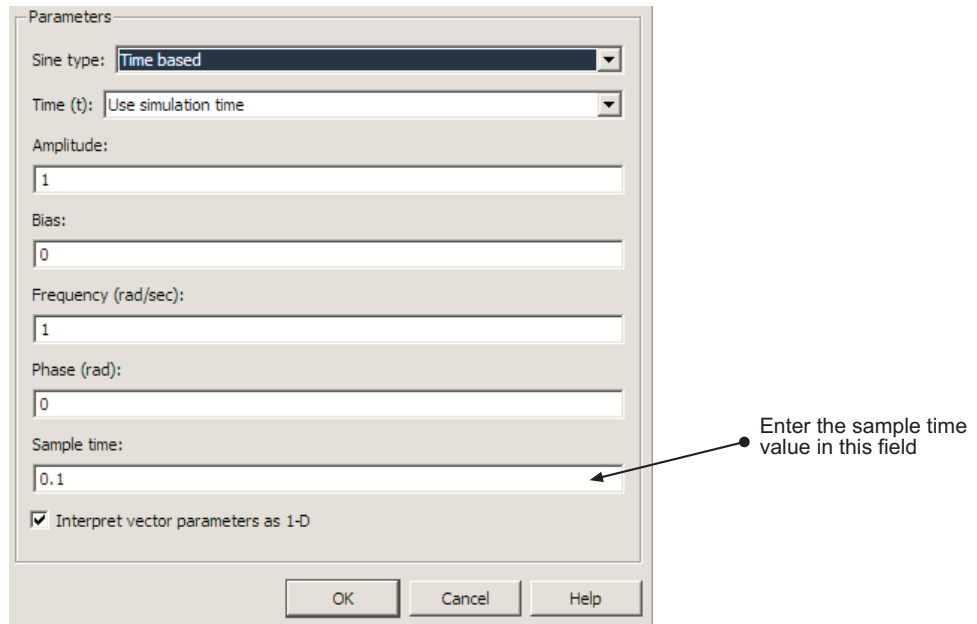 Parameters
Sine type: Time based
Time (t): Use simulation time
Amplitude:
1
Bias:
0
Frequency (rad/sec):
1
Phase (rad):
0
Sample time:
0.1
Enter the sample time
value in this field
Interpret vector parameters as 1-D
OK Cancel Help